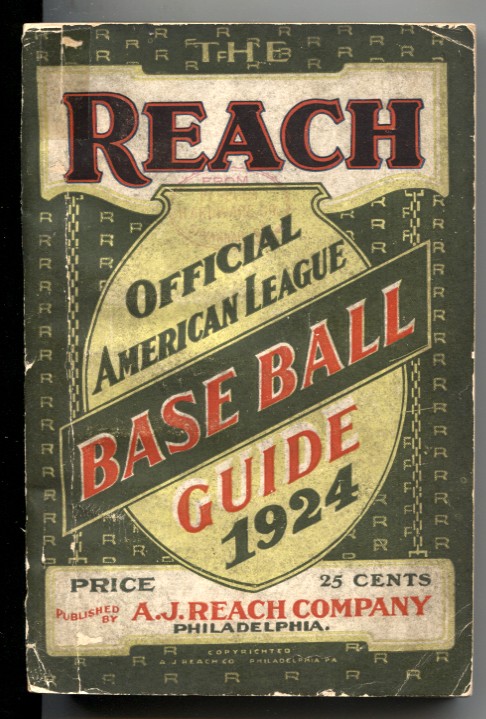 THE
REACH
FROM
OFFICIAL
AMERICAN LEAGUE
BASE BALL
GUIDE
1924
PRICE 25 CENTS
PUBLISHED BY A.J. REACH COMPANY
PHILADELPHIA.
COPYRIGHTED
A J REACH CO PHILADELPHIA PA